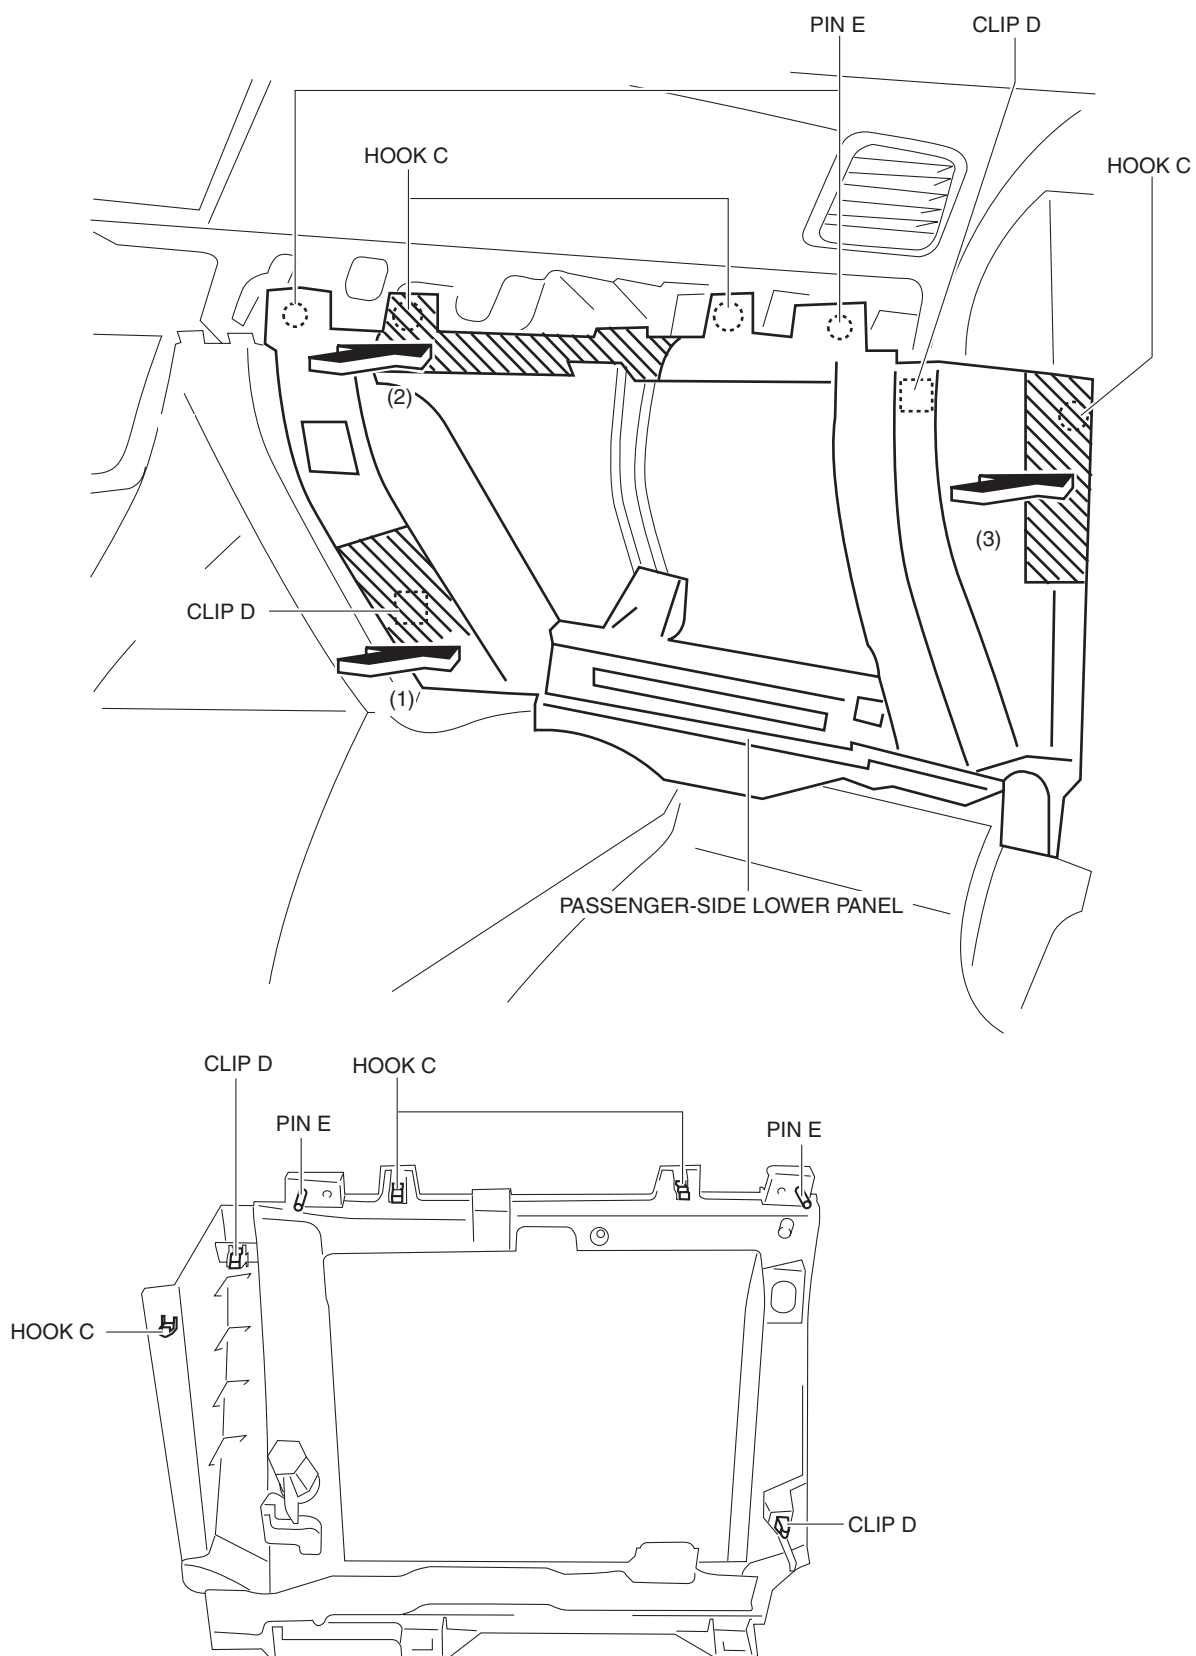 PIN E
CLIP D
HOOK C
HOOK C
(2)
(3)
CLIP D
(1)
PASSENGER-SIDE LOWER PANEL
CLIP D
HOOK C
PIN E
PIN E
HOOK C
CLIP D